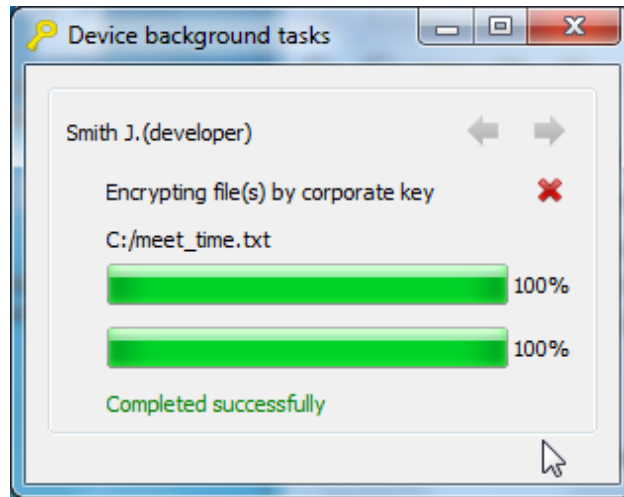 Device background tasks
Smith J.(developer)
Encrypting file(s) by corporate key
C:/meet_time.txt
100%
100%
Completed successfully